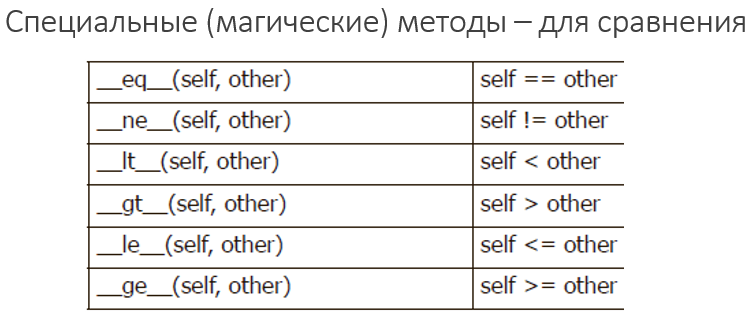 Специальные (магические) методы – для сравнения
__eq__(self, other) self == other
__ne__(self, other) self != other
__lt__(self, other) self < other
__gt__(self, other) self > other
__le__(self, other) self <= other
__ge__(self, other) self >= other